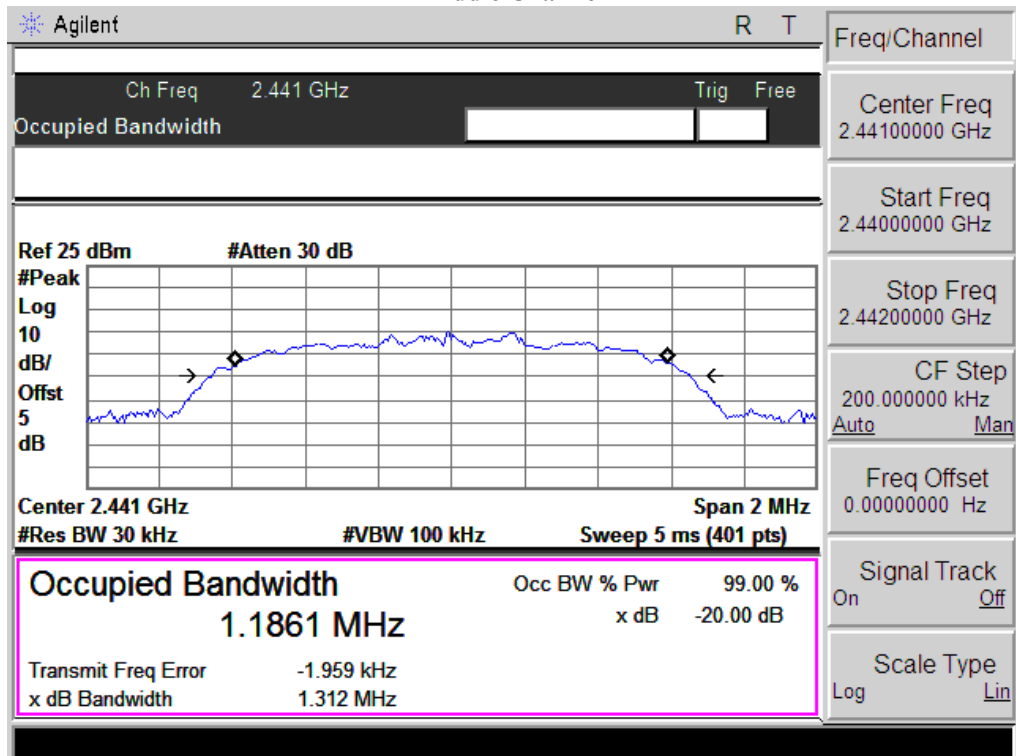 Agilent R T
Ch Freq 2.441 GHz Trig Free
Occupied Bandwidth
Ref 25 dBm #Atten 30 dB
#Peak
Log
10
dB/
Offst
5
dB
Center 2.441 GHz Span 2 MHz
#Res BW 30 kHz #VBW 100 kHz Sweep 5 ms (401 pts)
Occupied Bandwidth
1.1861 MHz
Occ BW % Pwr 99.00 %
x dB -20.00 dB
Transmit Freq Error -1.959 kHz
x dB Bandwidth 1.312 MHz
Freq/Channel
Center Freq
2.44100000 GHz
Start Freq
2.44000000 GHz
Stop Freq
2.44200000 GHz
CF Step
200.000000 kHz
Auto Man
Freq Offset
0.00000000 Hz
Signal Track
On Off
Scale Type
Log Lin